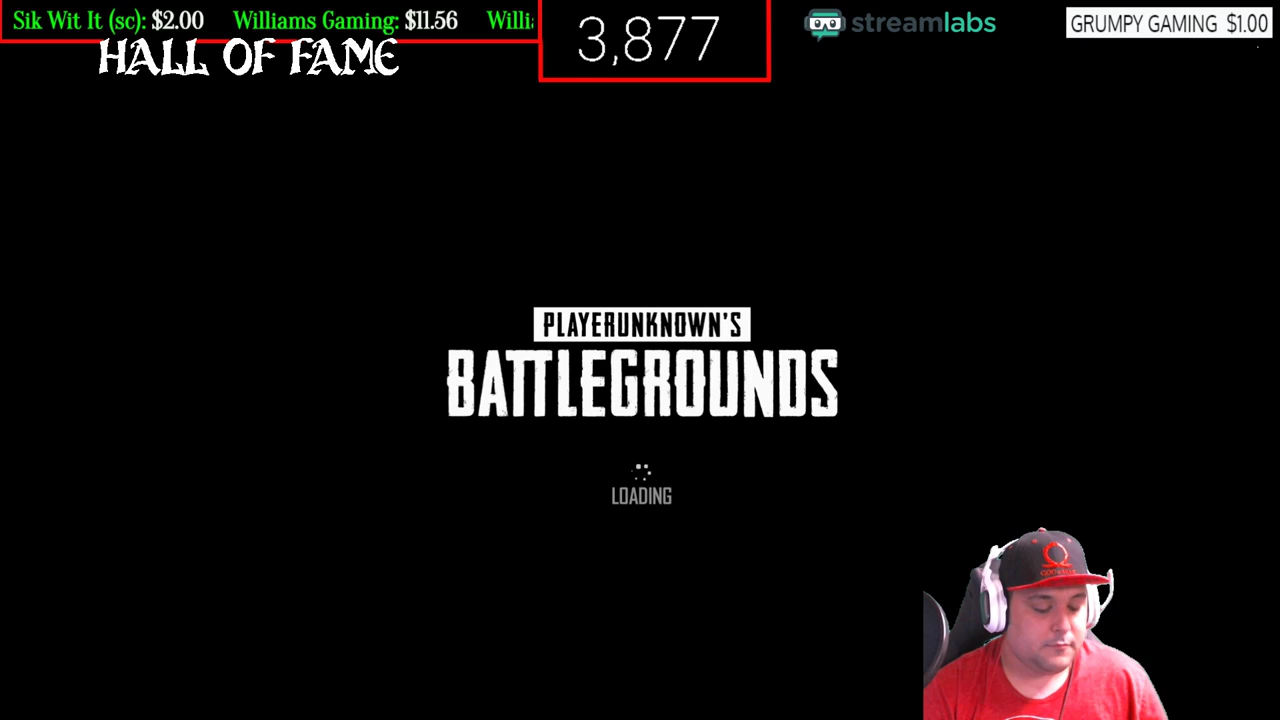 Sik Wit It (sc): $2.00 Williams Gaming: $11.56 Willi
HALL OF FAME
3,877
streamlabs
GRUMPY GAMING $1.00
PLAYERUNKNOWN'S
BATTLEGROUNDS
LOADING